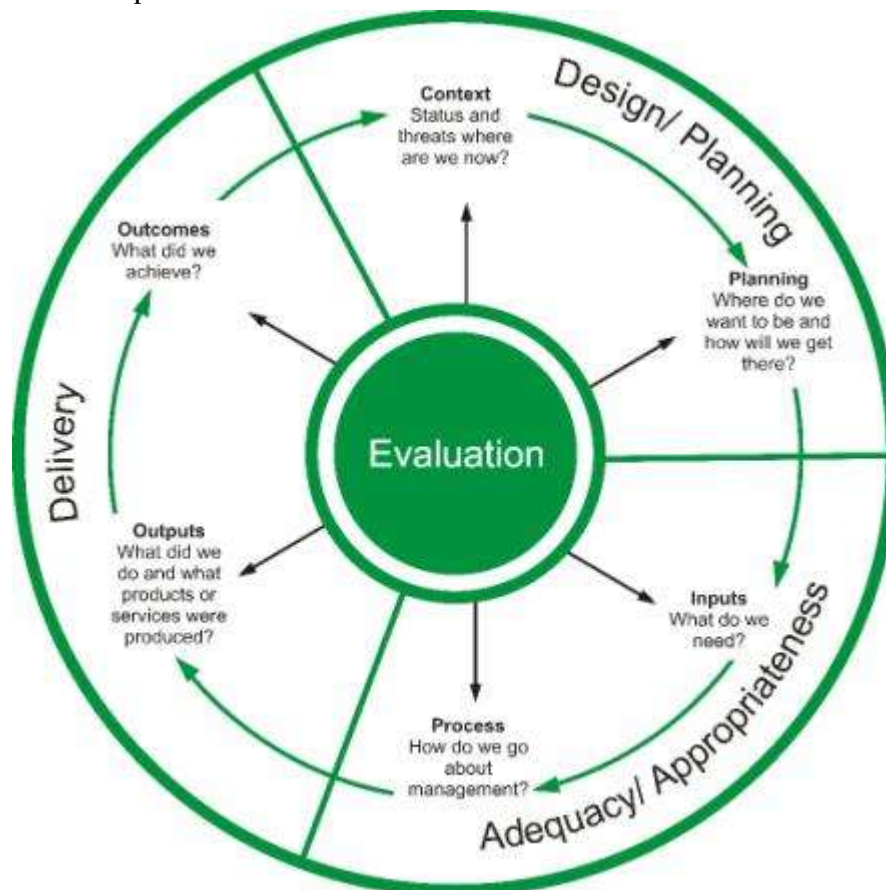 Design/ Planning
Context
Status and
threats where
are we now?
Planning
Where do we
want to be and
how will we get
there?
Adequacy/ Appropriateness
Inputs
What do we
need?
Process
How do we go
about
management?
Delivery
Outputs
What did we
do and what
products or
services were
produced?
Outcomes
What did we
achieve?
Evaluation